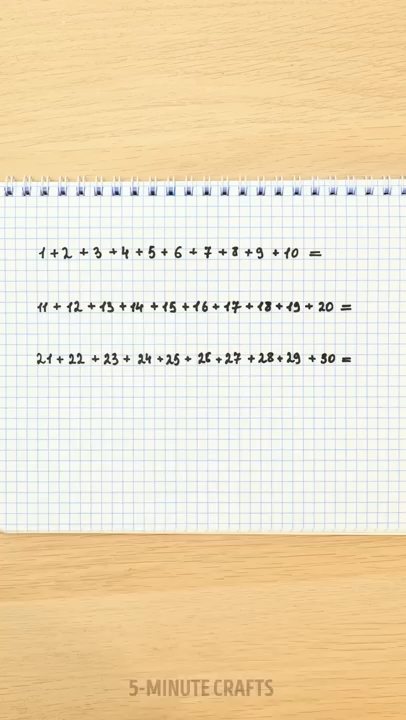 1 + 2 + 3 + 4 + 5 + 6 + 7 + 8 + 9 + 10 =
11 + 12 + 13 + 14 + 15 + 16 + 17 + 18 + 19 + 20 =
21 + 22 + 23 + 24 + 25 + 26 + 27 + 28 + 29 + 30 =
5-MINUTE CRAFTS